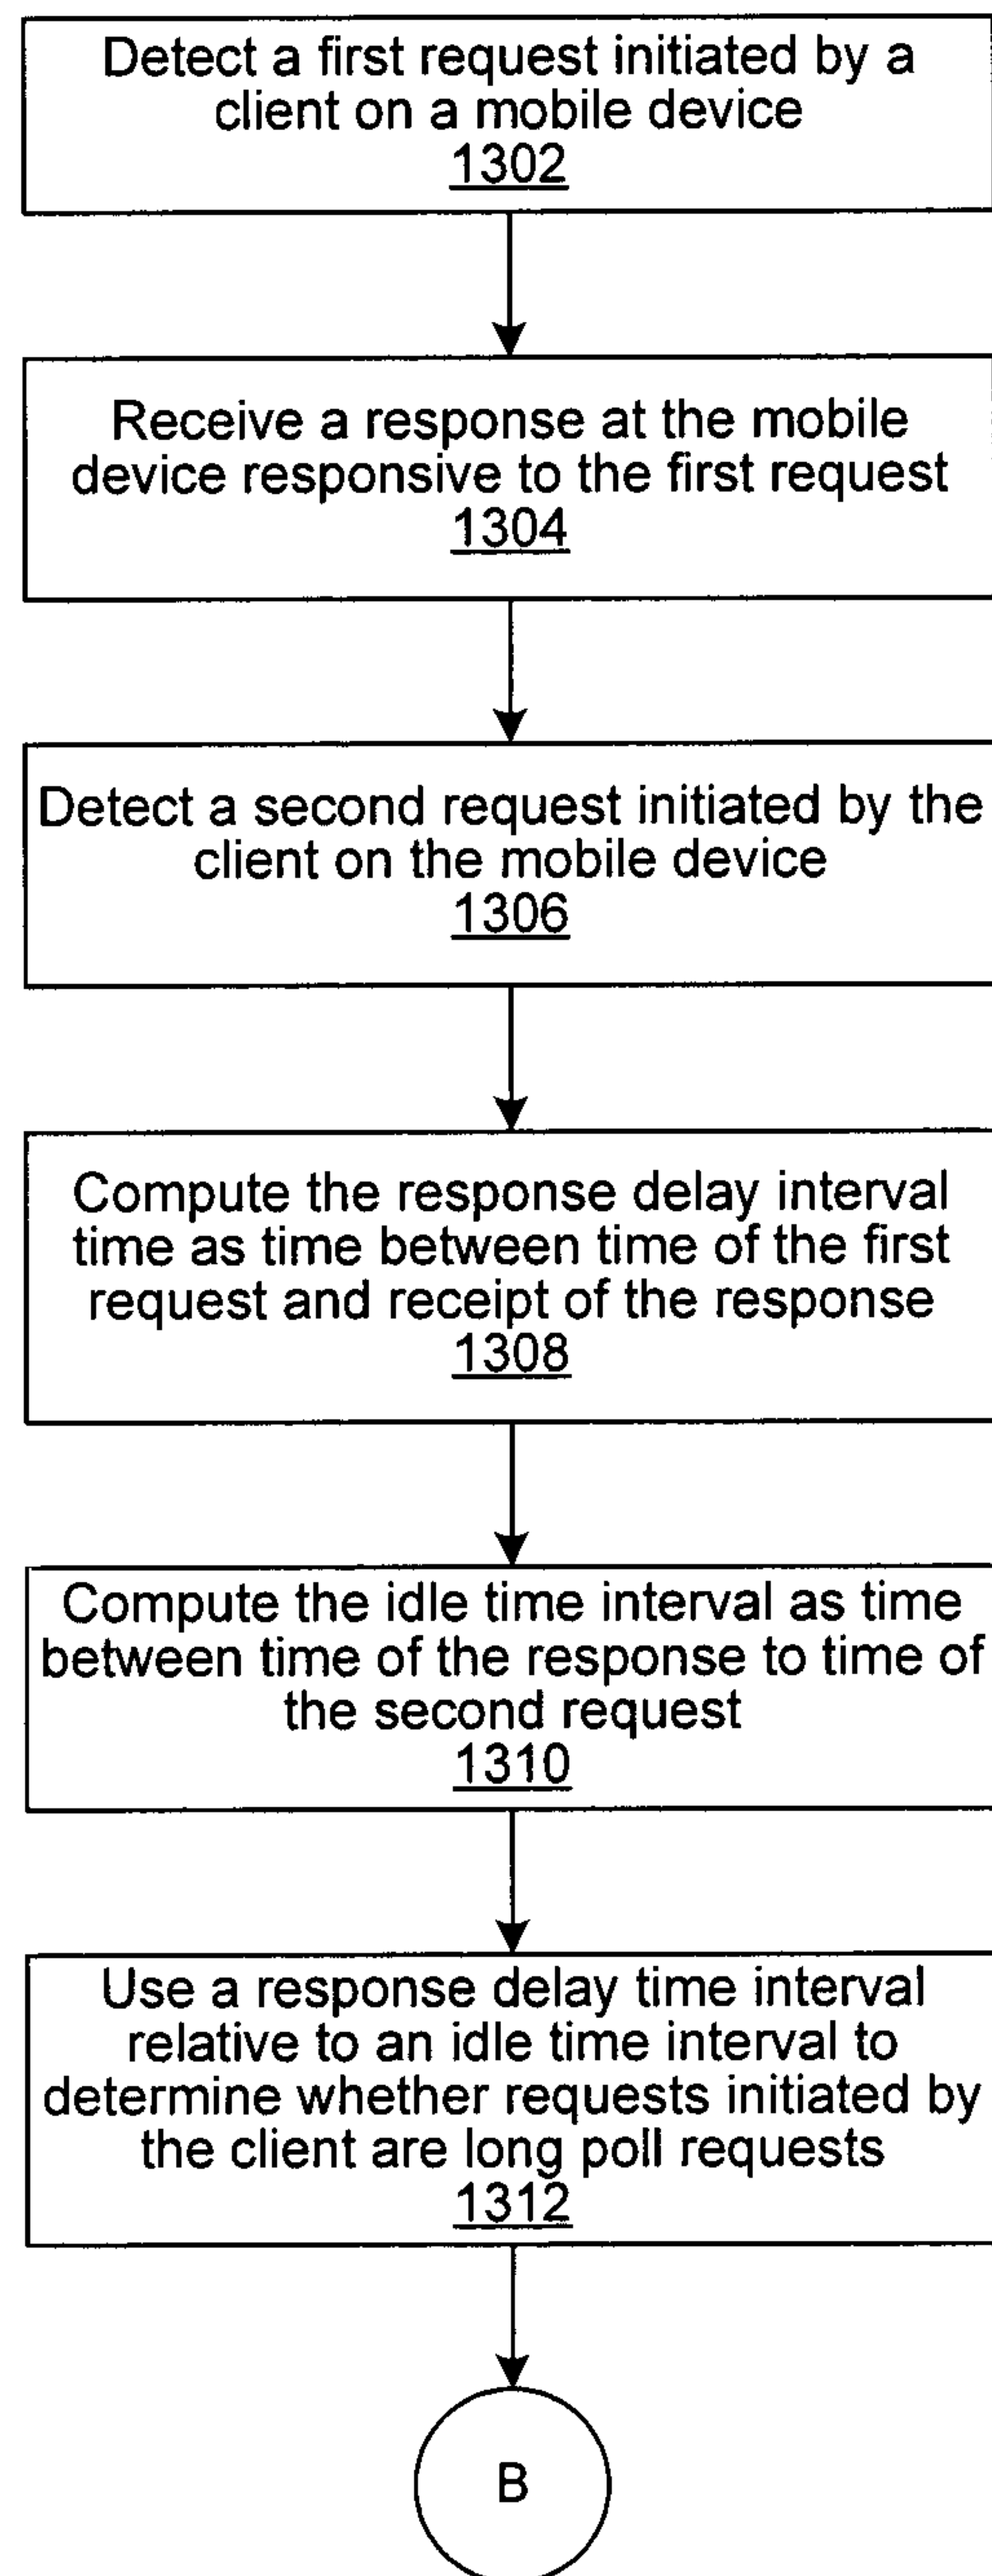 Detect a first request initiated by a
client on a mobile device
1302
Receive a response at the mobile
device responsive to the first request
1304
Detect a second request initiated by the
client on the mobile device
1306
Compute the response delay interval
time as time between time of the first
request and receipt of the response
1308
Compute the idle time interval as time
between time of the response to time of
the second request
1310
Use a response delay time interval
relative to an idle time interval to
determine whether requests initiated by
the client are long poll requests
1312
B